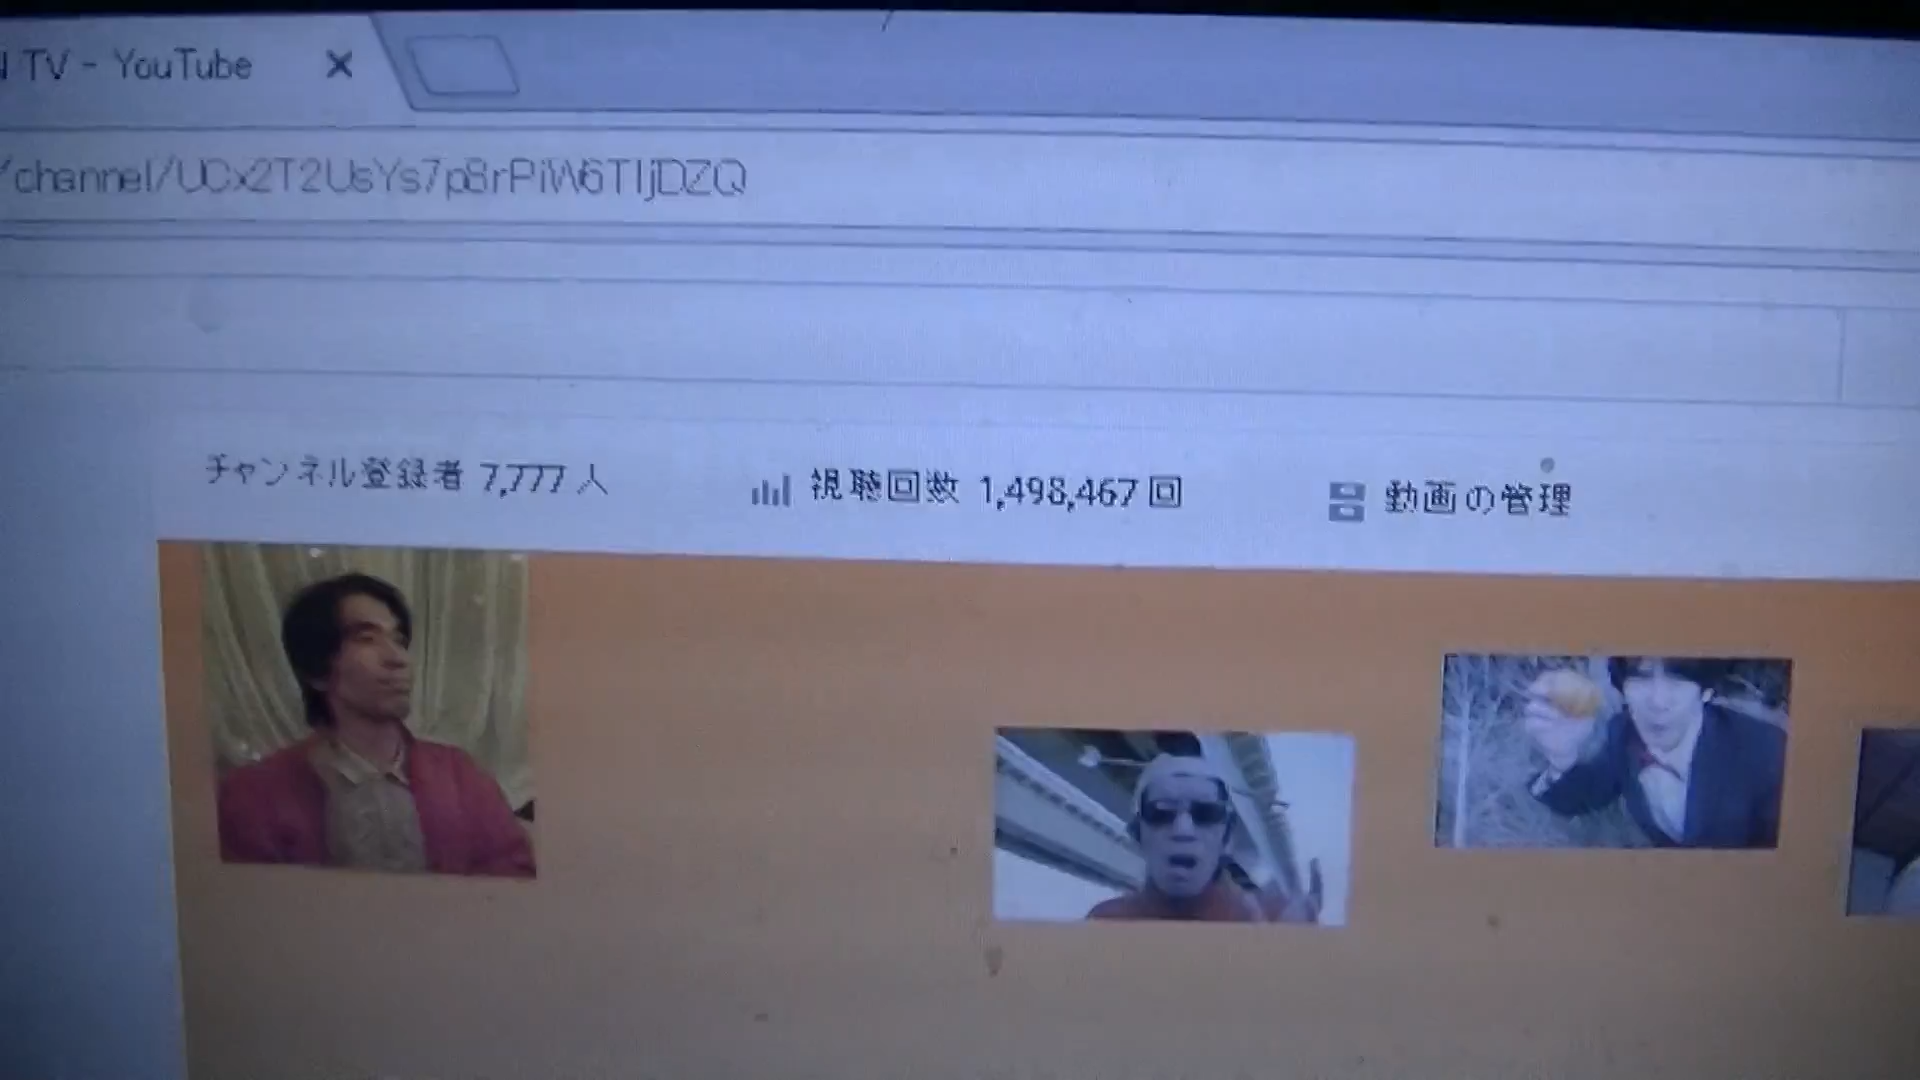 TV - YouTube
/channel/UCx2T2UsYs7p8rPiW6TIjDZQ
チャンネル登録者 7,777 人
視聴回数 1,498,467 回
動画の管理